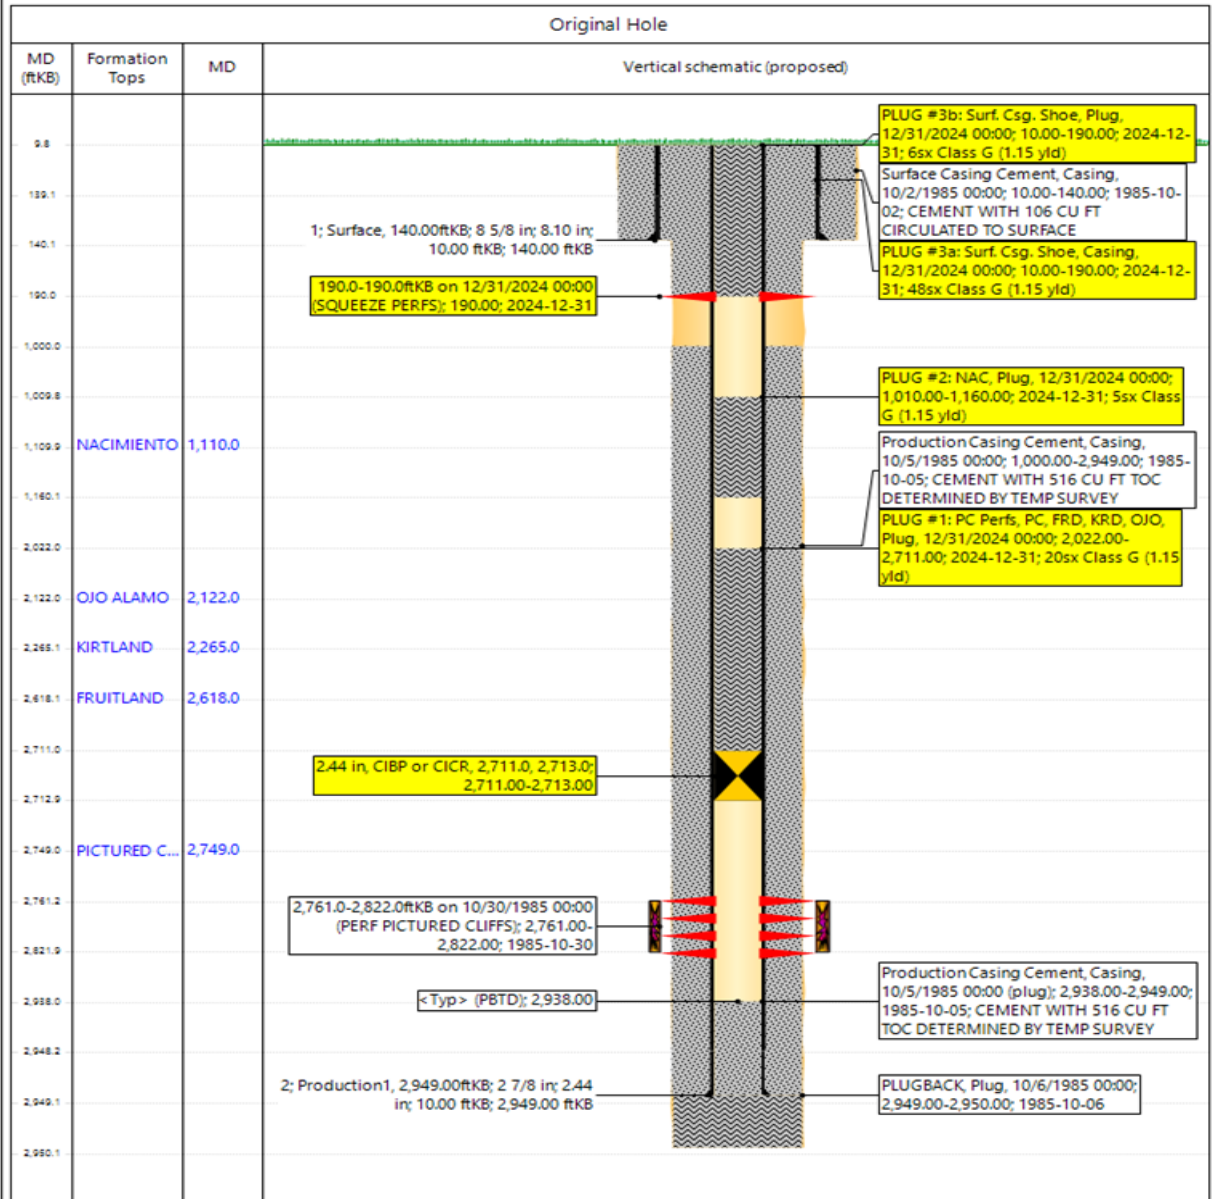 Original Hole
MD
(ftKB)
Formation
Tops
MD
Vertical schematic (proposed)
9.8
139.1
140.1
190.0
1,000.0
1,009.8
1,109.9
1,160.1
2,022.0
2,122.0
2,265.1
2,618.1
2,711.0
2,712.9
2,749.0
2,761.2
2,821.9
2,938.0
2,948.2
2,949.1
2,950.1
NACIMIENTO 1,110.0
OJO ALAMO 2,122.0
KIRTLAND 2,265.0
FRUITLAND 2,618.0
PICTURED C... 2,749.0
1; Surface, 140.00ftKB; 8 5/8 in; 8.10 in;
10.00 ftKB; 140.00 ftKB
190.0-190.0ftKB on 12/31/2024 00:00
(SQUEEZE PERFS); 190.00; 2024-12-31
2.44 in, CIBP or CICR, 2,711.0, 2,713.0;
2,711.00-2,713.00
2,761.0-2,822.0ftKB on 10/30/1985 00:00
(PERF PICTURED CLIFFS); 2,761.00-
2,822.00; 1985-10-30
<Typ> (PBTD); 2,938.00
2; Production1, 2,949.00ftKB; 2 7/8 in; 2.44
in; 10.00 ftKB; 2,949.00 ftKB
PLUG #3b: Surf. Csg. Shoe, Plug,
12/31/2024 00:00; 10.00-190.00; 2024-12-
31; 6sx Class G (1.15 yld)
Surface Casing Cement, Casing,
10/2/1985 00:00; 10.00-140.00; 1985-10-
02; CEMENT WITH 106 CU FT
CIRCULATED TO SURFACE
PLUG #3a: Surf. Csg. Shoe, Casing,
12/31/2024 00:00; 10.00-190.00; 2024-12-
31; 48sx Class G (1.15 yld)
PLUG #2: NAC, Plug, 12/31/2024 00:00;
1,010.00-1,160.00; 2024-12-31; 5sx Class
G (1.15 yld)
Production Casing Cement, Casing,
10/5/1985 00:00; 1,000.00-2,949.00; 1985-
10-05; CEMENT WITH 516 CU FT TOC
DETERMINED BY TEMP SURVEY
PLUG #1: PC Perfs, PC, FRD, KRD, OJO,
Plug, 12/31/2024 00:00; 2,022.00-
2,711.00; 2024-12-31; 20sx Class G (1.15
yld)
Production Casing Cement, Casing,
10/5/1985 00:00 (plug); 2,938.00-2,949.00;
1985-10-05; CEMENT WITH 516 CU FT
TOC DETERMINED BY TEMP SURVEY
PLUGBACK, Plug, 10/6/1985 00:00;
2,949.00-2,950.00; 1985-10-06